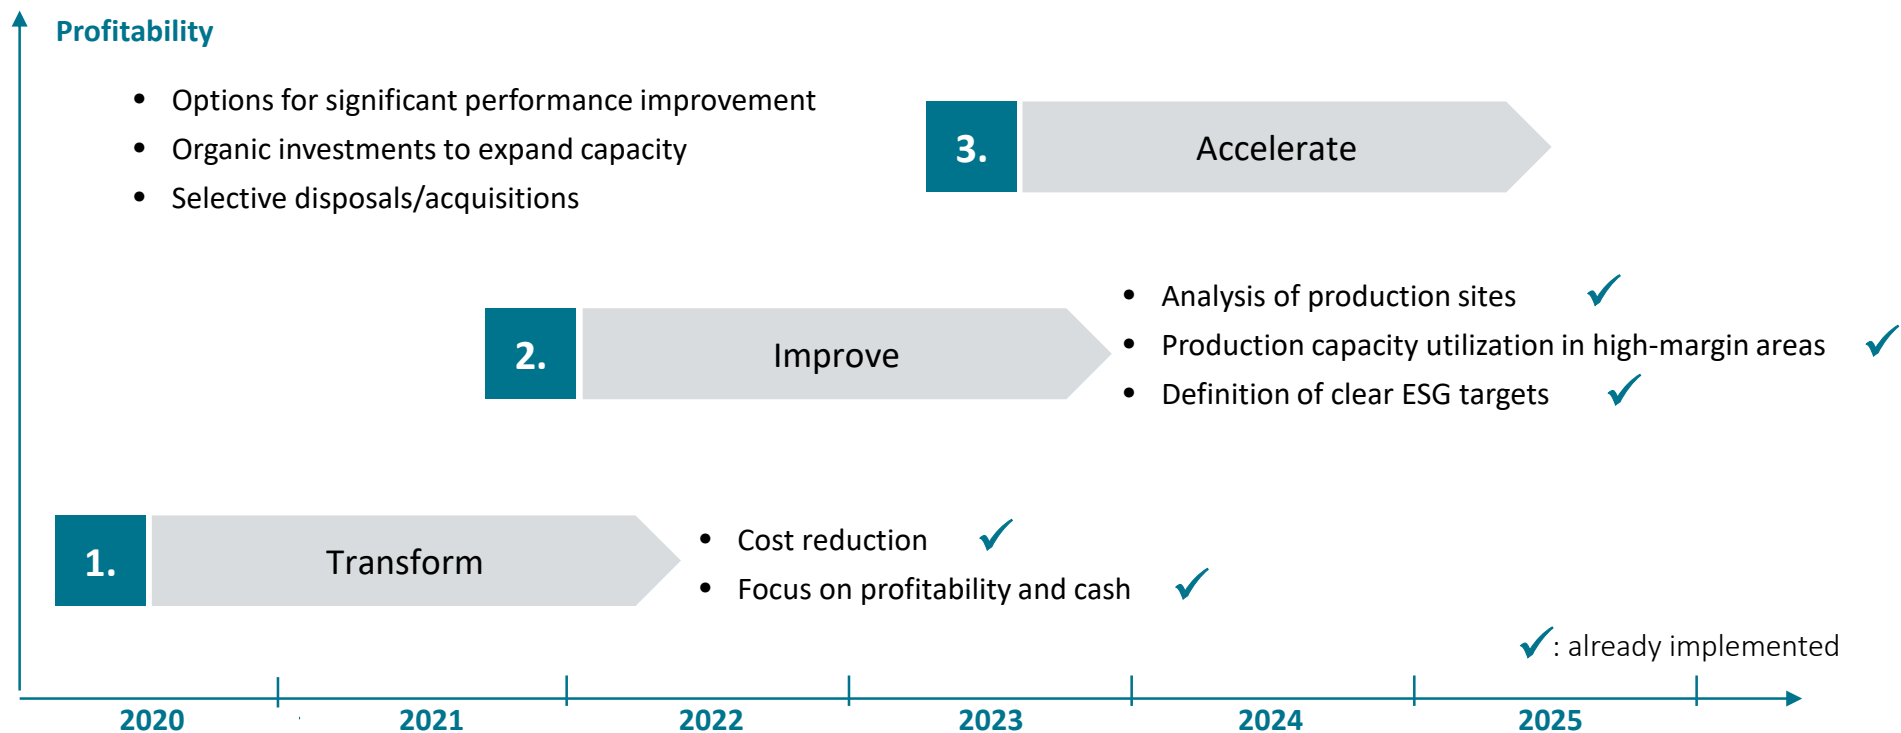 Profitability
• Options for significant performance improvement
• Organic investments to expand capacity
• Selective disposals/acquisitions
3. Accelerate
2. Improve
• Analysis of production sites ✓
• Production capacity utilization in high-margin areas ✓
• Definition of clear ESG targets ✓
1. Transform
• Cost reduction ✓
• Focus on profitability and cash ✓
✓: already implemented
2020 2021 2022 2023 2024 2025